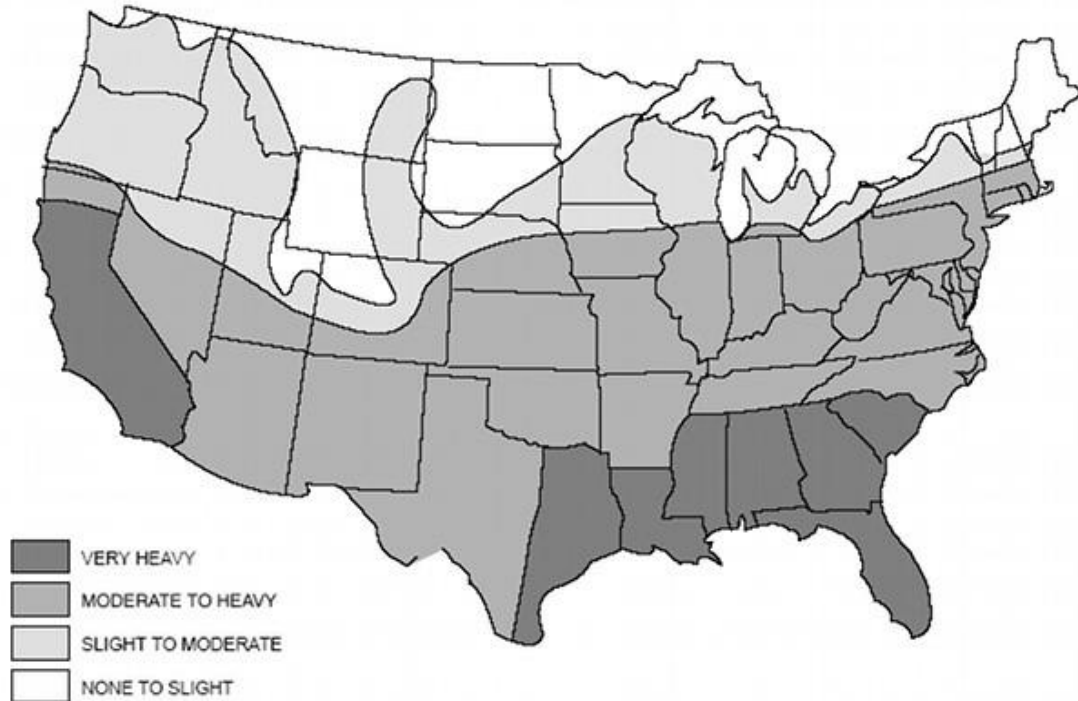 VERY HEAVY
MODERATE TO HEAVY
SLIGHT TO MODERATE
NONE TO SLIGHT